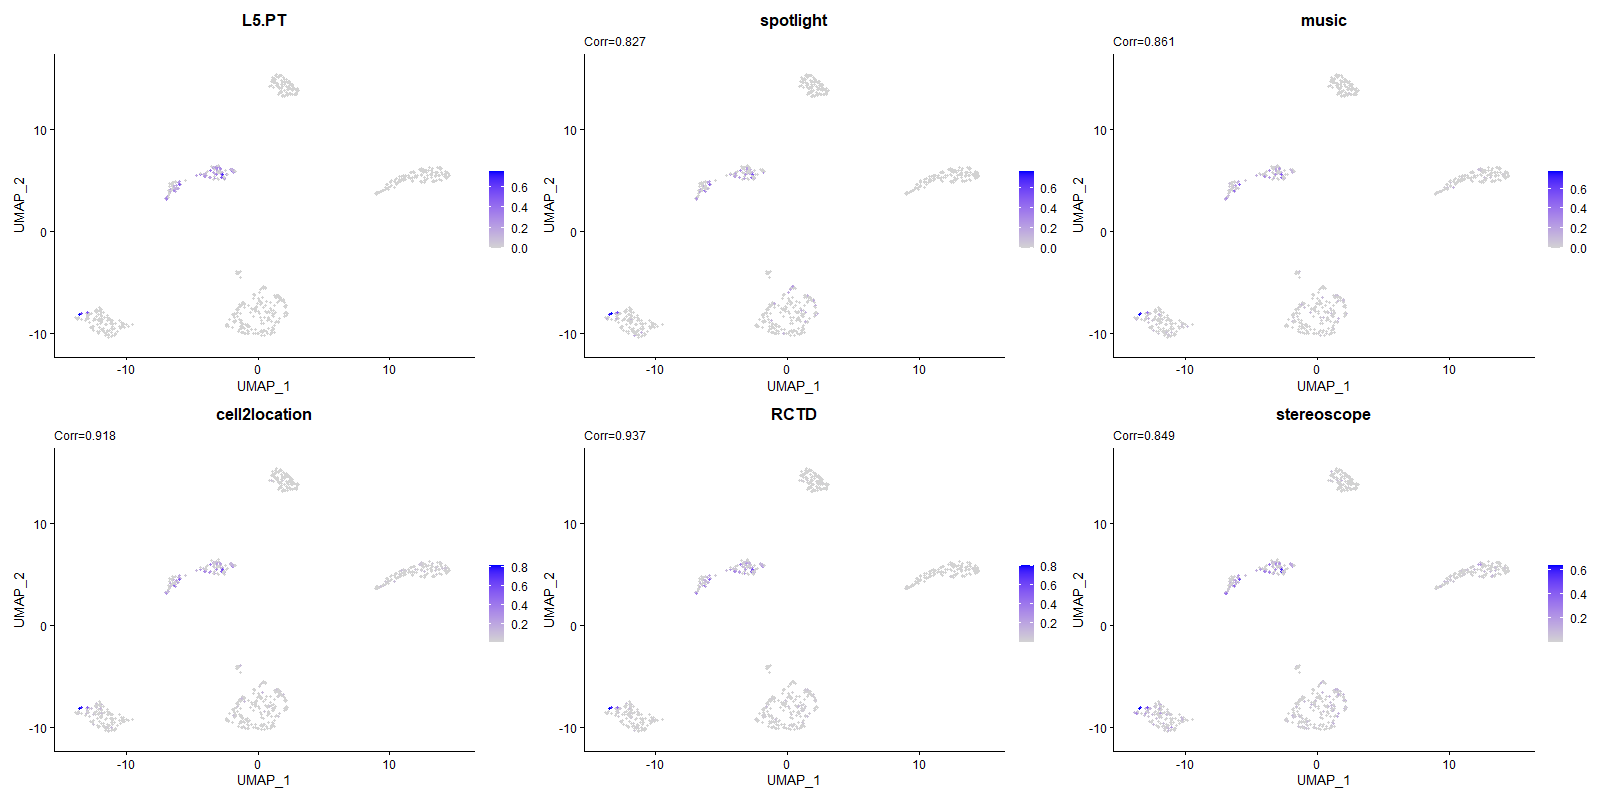 L5.PT
10
0
-10
-10
0
10
UMAP_1
UMAP_2
0.6
0.4
0.2
0.0
spotlight
Corr=0.827
10
0
-10
-10
0
10
UMAP_1
UMAP_2
0.6
0.4
0.2
0.0
music
Corr=0.861
10
0
-10
-10
0
10
UMAP_1
UMAP_2
0.6
0.4
0.2
0.0
cell2location
Corr=0.918
10
0
-10
-10
0
10
UMAP_1
UMAP_2
0.8
0.6
0.4
0.2
RCTD
Corr=0.937
10
0
-10
-10
0
10
UMAP_1
UMAP_2
0.8
0.6
0.4
0.2
stereoscope
Corr=0.849
10
0
-10
-10
0
10
UMAP_1
UMAP_2
0.6
0.4
0.2